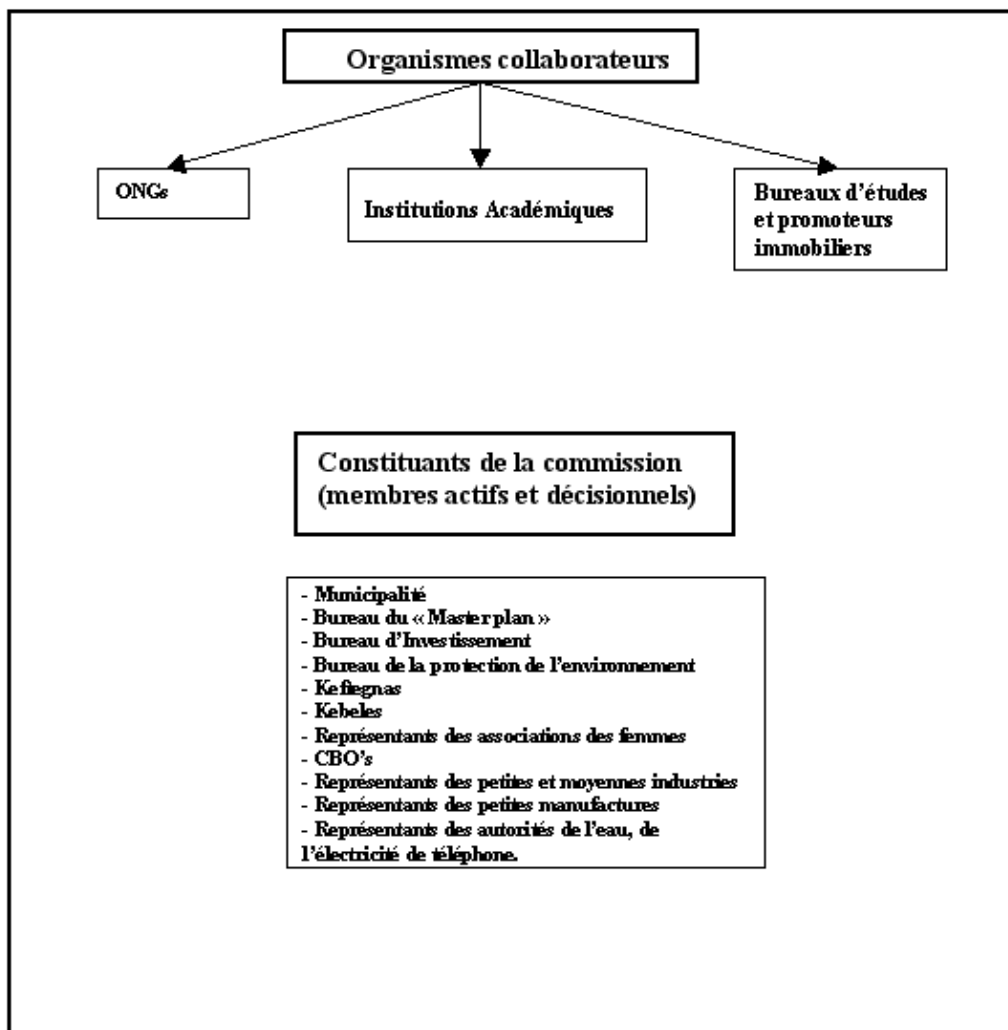 Organismes collaborateurs
ONGs
Institutions Académiques
Bureaux d'études
et promoteurs
immobiliers
Constituants de la commission
(membres actifs et décisionnels)
- Municipalité
- Bureau du « Master plan »
- Bureau d'Investissement
- Bureau de la protection de l'environnement
- Keftegnas
- Kebeles
- Représentants des associations des femmes
- CBO's
- Représentants des petites et moyennes industries
- Représentants des petites manufactures
- Représentants des autorités de l'eau, de
l'électricité de téléphone.